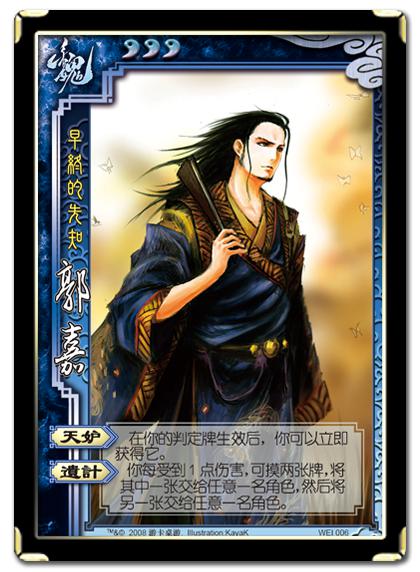 魏
早終的先知
郭嘉
天妒
在你的判定牌生效后，你可以立即
获得它。
遺計
你每受到1点伤害，可摸两张牌，将
其中一张交给任意一名角色，然后将
另一张交给任意一名角色。
™&© 2008 游卡桌游. Illustration:KayaK
WEI 006